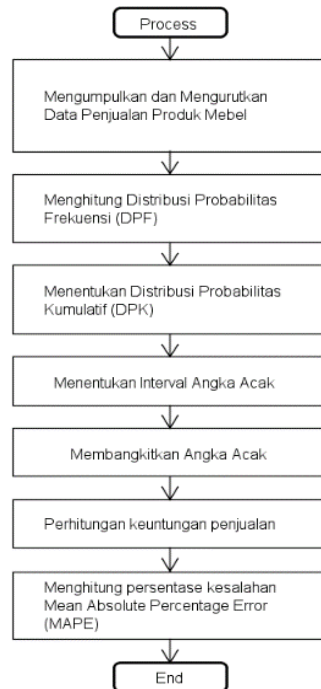 Process
Mengumpulkan dan Mengurutkan
Data Penjualan Produk Mebel
Menghitung Distribusi Probabilitas
Frekuensi (DPF)
Menentukan Distribusi Probabilitas
Kumulatif (DPK)
Menentukan Interval Angka Acak
Membangkitkan Angka Acak
Perhitungan keuntungan penjualan
Menghitung persentase kesalahan
Mean Absolute Percentage Error
(MAPE)
End